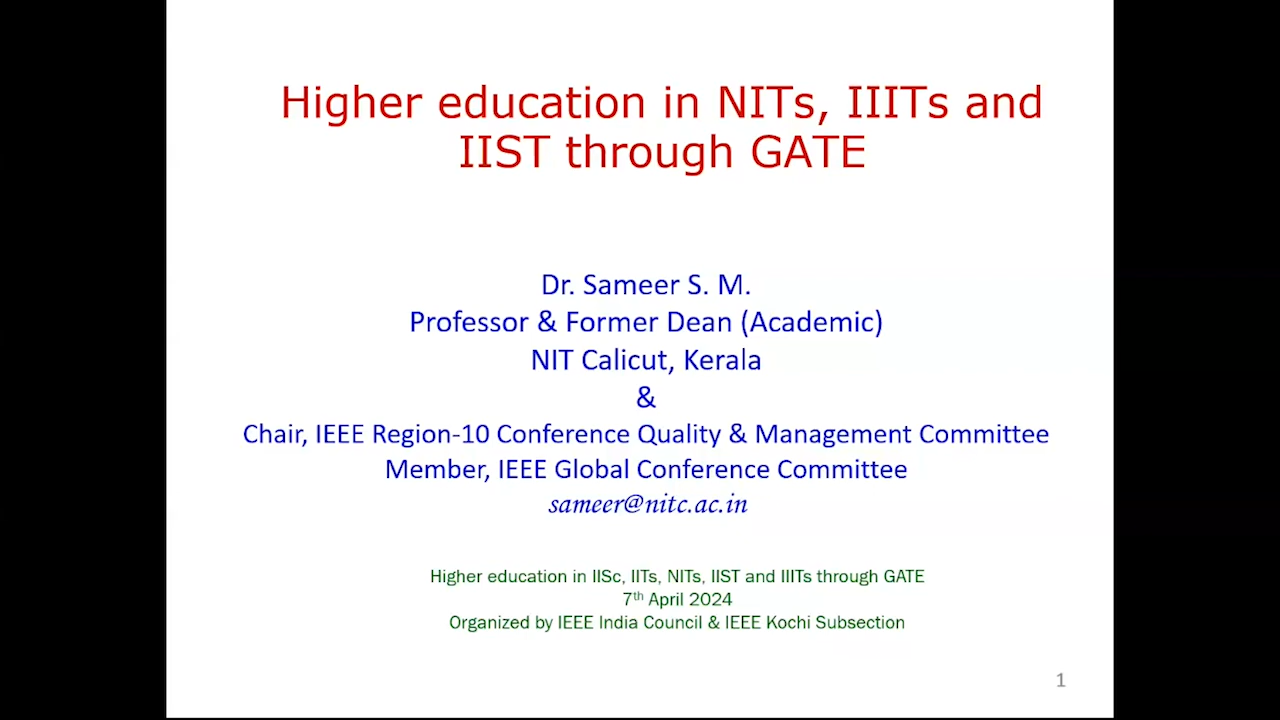 Higher education in NITs, IIITs and
IIST through GATE
Dr. Sameer S. M.
Professor & Former Dean (Academic)
NIT Calicut, Kerala
&
Chair, IEEE Region-10 Conference Quality & Management Committee
Member, IEEE Global Conference Committee
sameer@nitc.ac.in
Higher education in IISc, IITs, NITs, IIST and IIITs through GATE
7th April 2024
Organized by IEEE India Council & IEEE Kochi Subsection
1